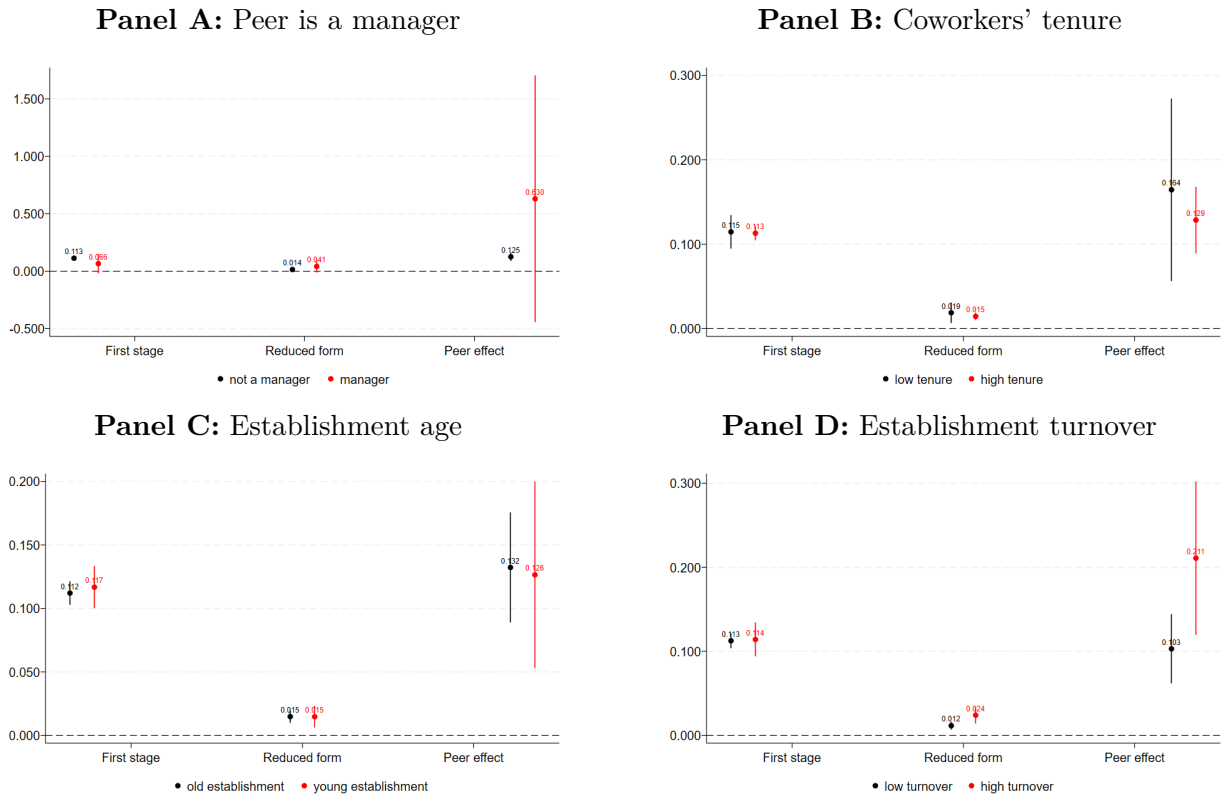 Panel A: Peer is a manager
1.500
1.000
0.500
0.000
-0.500
0.113
0.066
0.014
0.041
0.125
0.630
First stage
Reduced form
Peer effect
not a manager
manager
Panel B: Coworkers' tenure
0.300
0.200
0.100
0.000
0.115
0.113
0.019
0.015
0.164
0.129
First stage
Reduced form
Peer effect
low tenure
high tenure
Panel C: Establishment age
0.200
0.150
0.100
0.050
0.000
0.112
0.117
0.015
0.015
0.132
0.126
First stage
Reduced form
Peer effect
old establishment
young establishment
Panel D: Establishment turnover
0.300
0.200
0.100
0.000
0.113
0.114
0.012
0.024
0.103
0.211
First stage
Reduced form
Peer effect
low turnover
high turnover